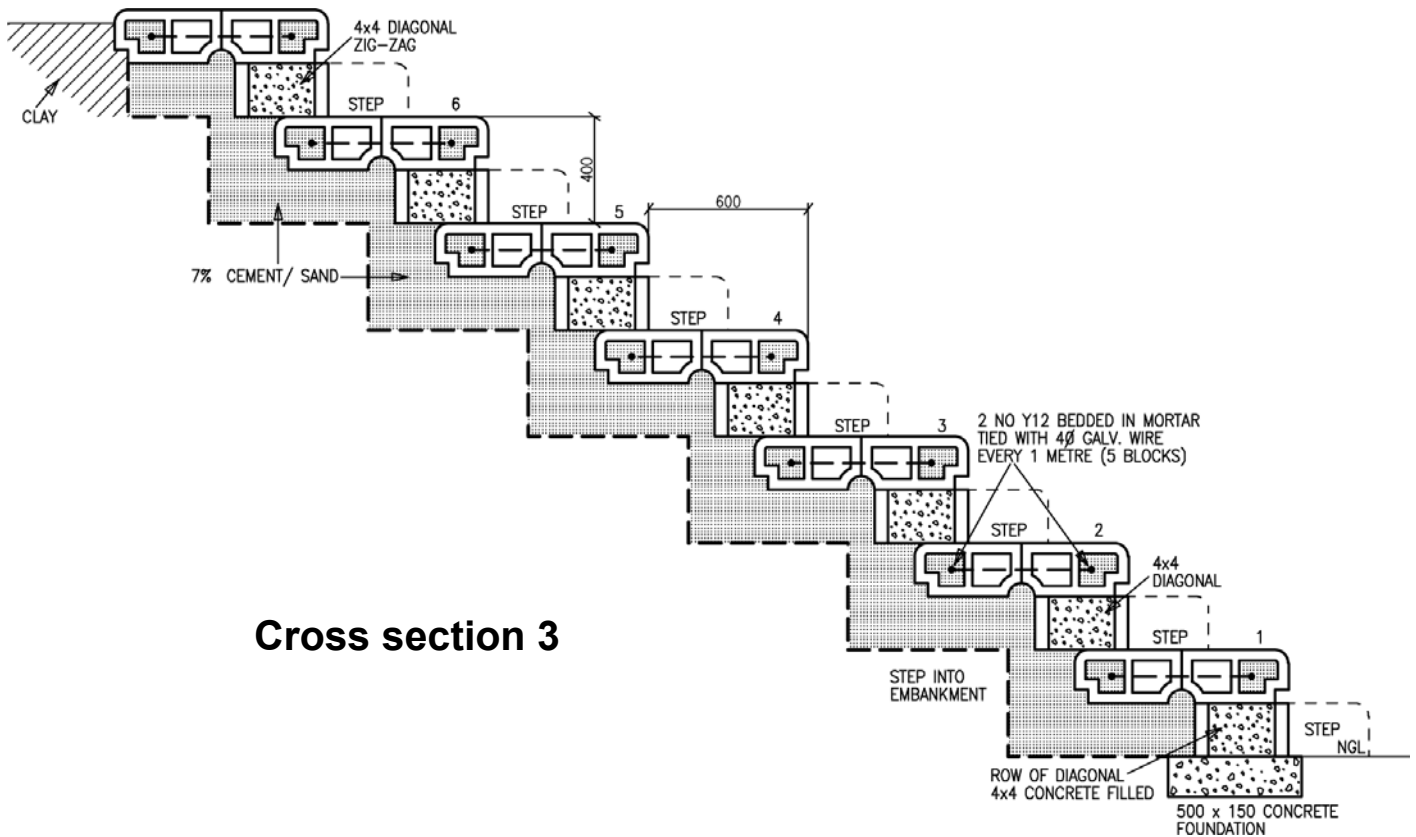 4x4 DIAGONAL
ZIG-ZAG
CLAY
STEP 6
400
STEP 5
600
7% CEMENT/ SAND
STEP 4
STEP 3
2 NO Y12 BEDDED IN MORTAR
TIED WITH 4Ø GALV. WIRE
EVERY 1 METRE (5 BLOCKS)
STEP 2
4x4
DIAGONAL
Cross section 3
STEP 1
STEP INTO
EMBANKMENT
STEP
NGL
ROW OF DIAGONAL
4x4 CONCRETE FILLED
500 x 150 CONCRETE
FOUNDATION